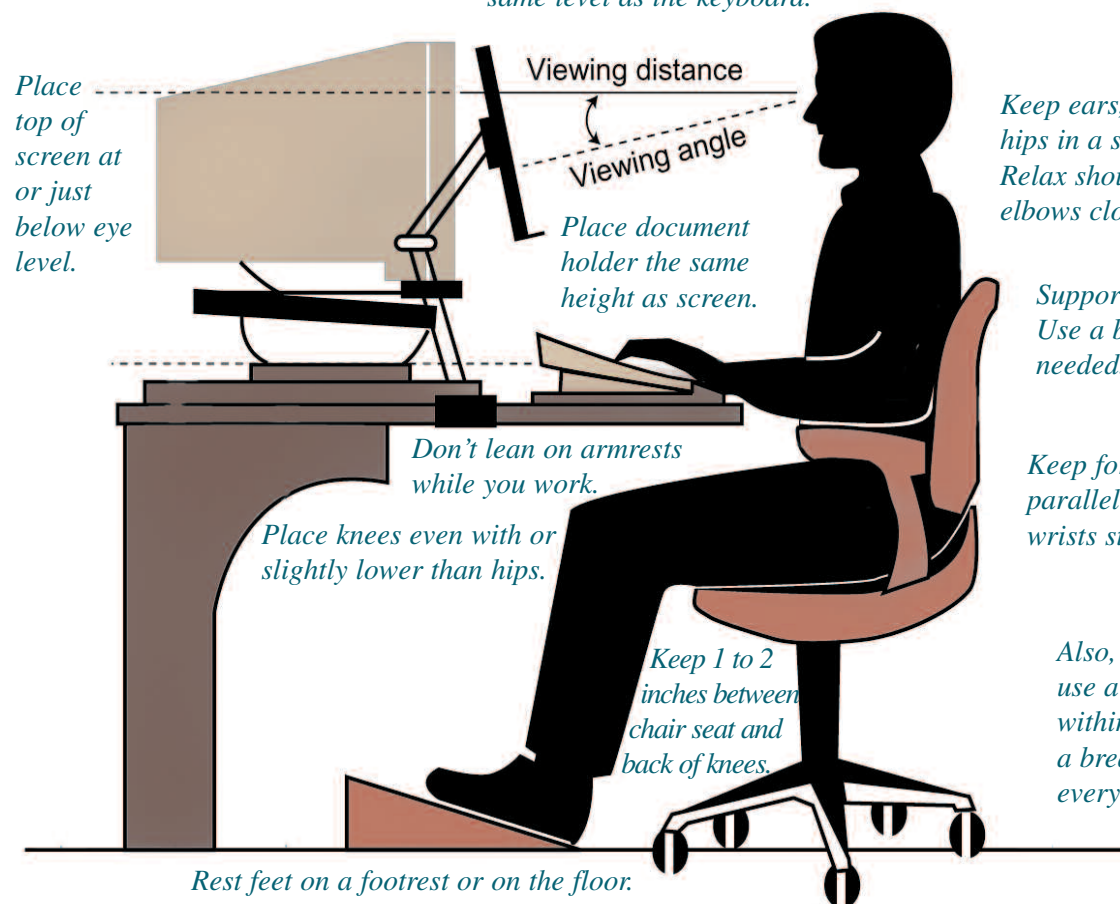 same level as the keyboard.
Viewing distance
Viewing angle
Place
top of
screen at
or just
below eye
level.
Keep ears,
hips in a s
Relax shou
elbows clo
Place document
holder the same
height as screen.
Suppor
Use a b
needed
Don't lean on armrests
while you work.
Keep fo
parallel
wrists st
Place knees even with or
slightly lower than hips.
Keep 1 to 2
inches between
chair seat and
back of knees.
Also,
use a
within
a brea
every
Rest feet on a footrest or on the floor.